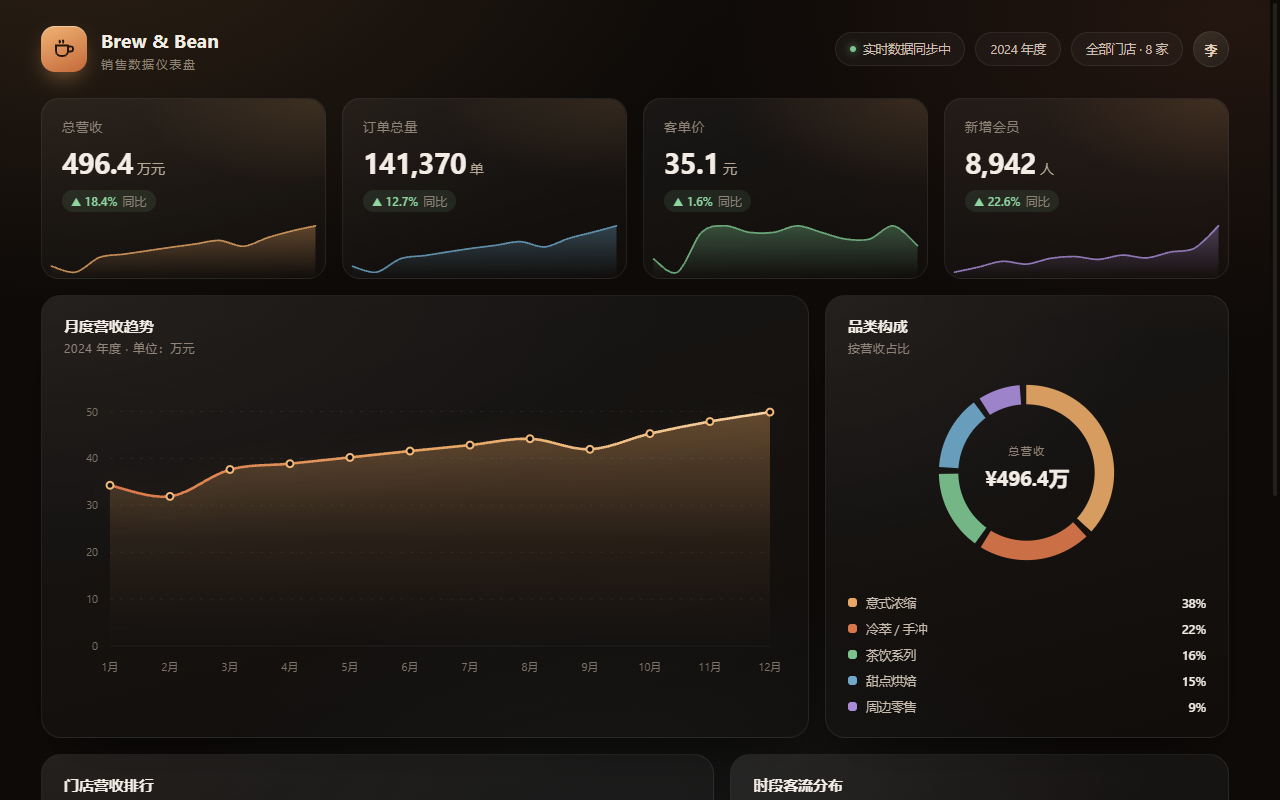 Brew & Bean
销售数据仪表盘
实时数据同步中
2024 年度
全部门店 · 8 家
李
总营收
496.4 万元
▲ 18.4% 同比
订单总量
141,370 单
▲ 12.7% 同比
客单价
35.1 元
▲ 1.6% 同比
新增会员
8,942 人
▲ 22.6% 同比
月度营收趋势
2024 年度 · 单位：万元
50
40
30
20
10
0
1月 2月 3月 4月 5月 6月 7月 8月 9月 10月 11月 12月
品类构成
按营收占比
总营收
¥496.4万
意式浓缩 38%
冷萃 / 手冲 22%
茶饮系列 16%
甜点烘焙 15%
周边零售 9%
门店营收排行
时段客流分布